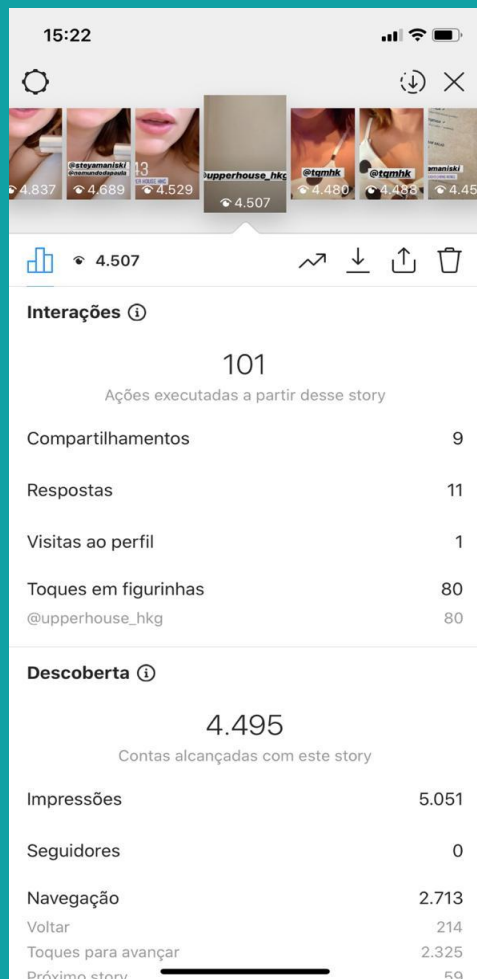 15:22
@steyamaniski
@nomundodapaula
43
@tqmhk
@tqmhk
amaniski
upperhouse_hkg
4.837
4.689
4.529
4.507
4.480
4.488
4.45
4.507
Interações
101
Ações executadas a partir desse story
Compartilhamentos 9
Respostas 11
Visitas ao perfil 1
Toques em figurinhas 80
@upperhouse_hkg 80
Descoberta
4.495
Contas alcançadas com este story
Impressões 5.051
Seguidores 0
Navegação 2.713
Voltar 214
Toques para avançar 2.325
Próximo story 59